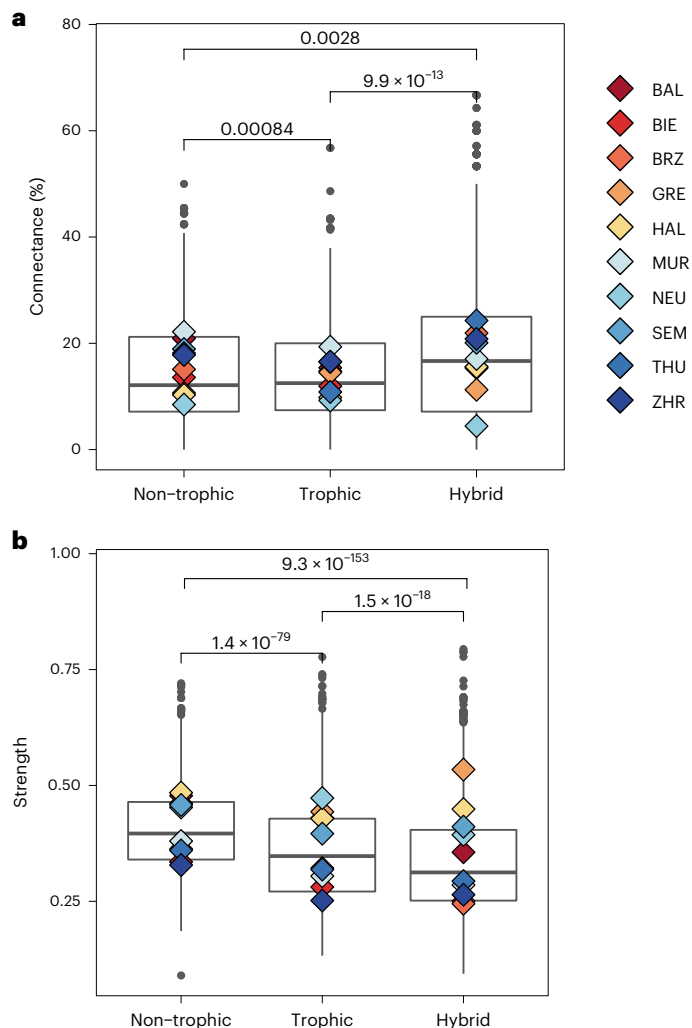 a
80
60
40
20
0
Connectance (%)
0.0028
9.9 × 10⁻¹³
0.00084
Non−trophic Trophic Hybrid
BAL
BIE
BRZ
GRE
HAL
MUR
NEU
SEM
THU
ZHR
b
1.00
0.75
0.50
0.25
Strength
9.3 × 10⁻¹⁵³
1.5 × 10⁻¹⁸
1.4 × 10⁻⁷⁹
Non−trophic Trophic Hybrid